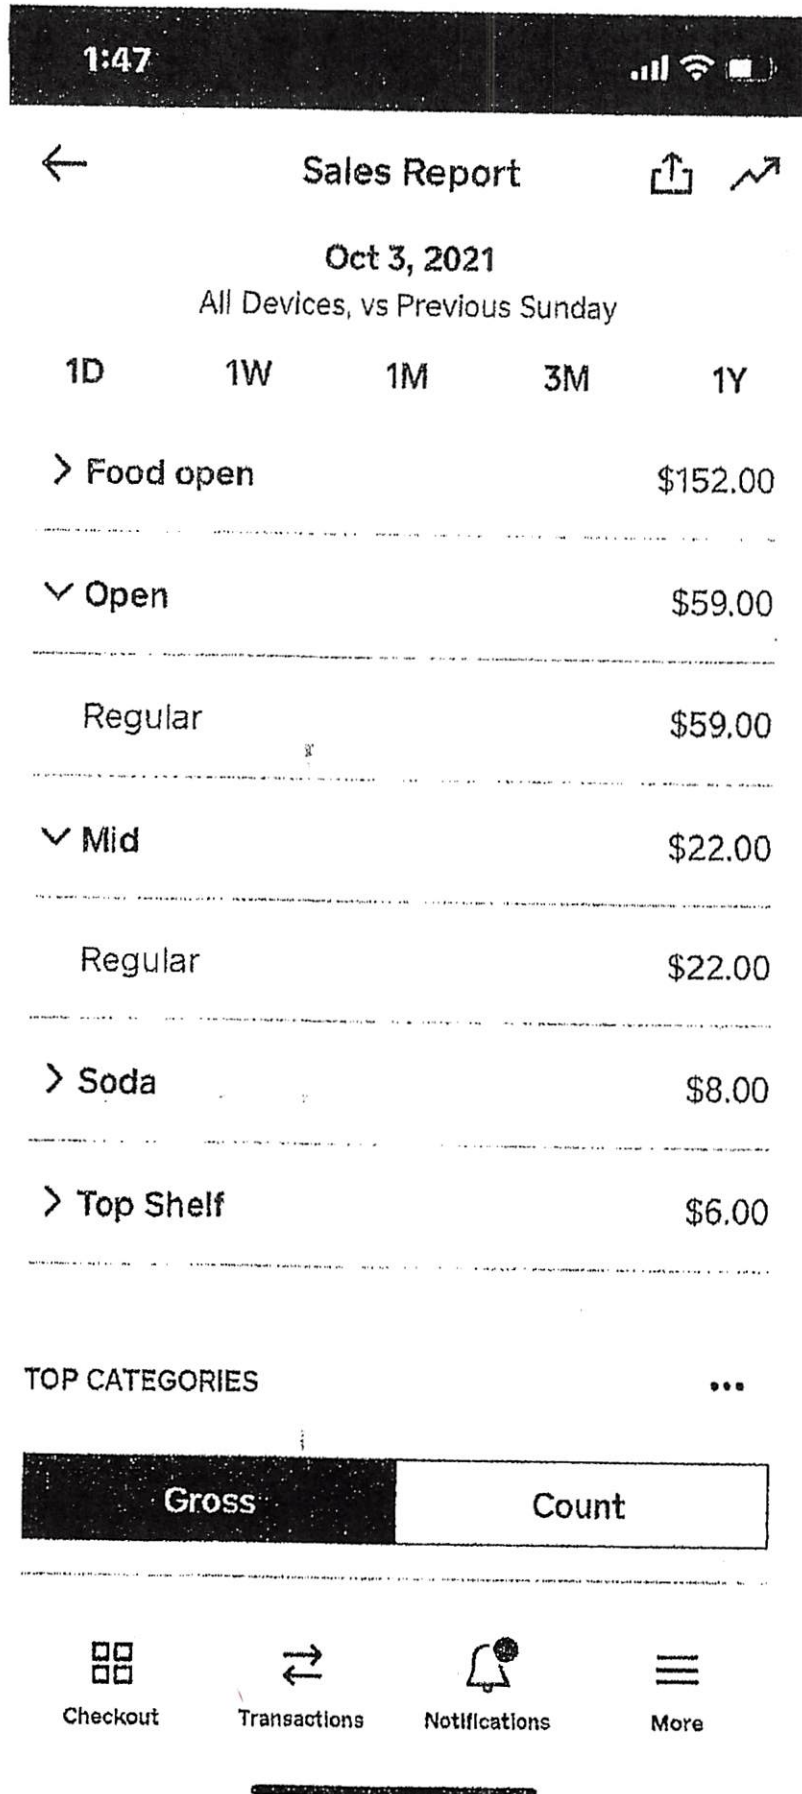 1:47
Sales Report
Oct 3, 2021
All Devices, vs Previous Sunday
1D 1W 1M 3M 1Y
Food open $152.00
Open $59.00
Regular $59.00
Mid $22.00
Regular $22.00
Soda $8.00
Top Shelf $6.00
TOP CATEGORIES
Gross Count
Checkout Transactions Notifications More